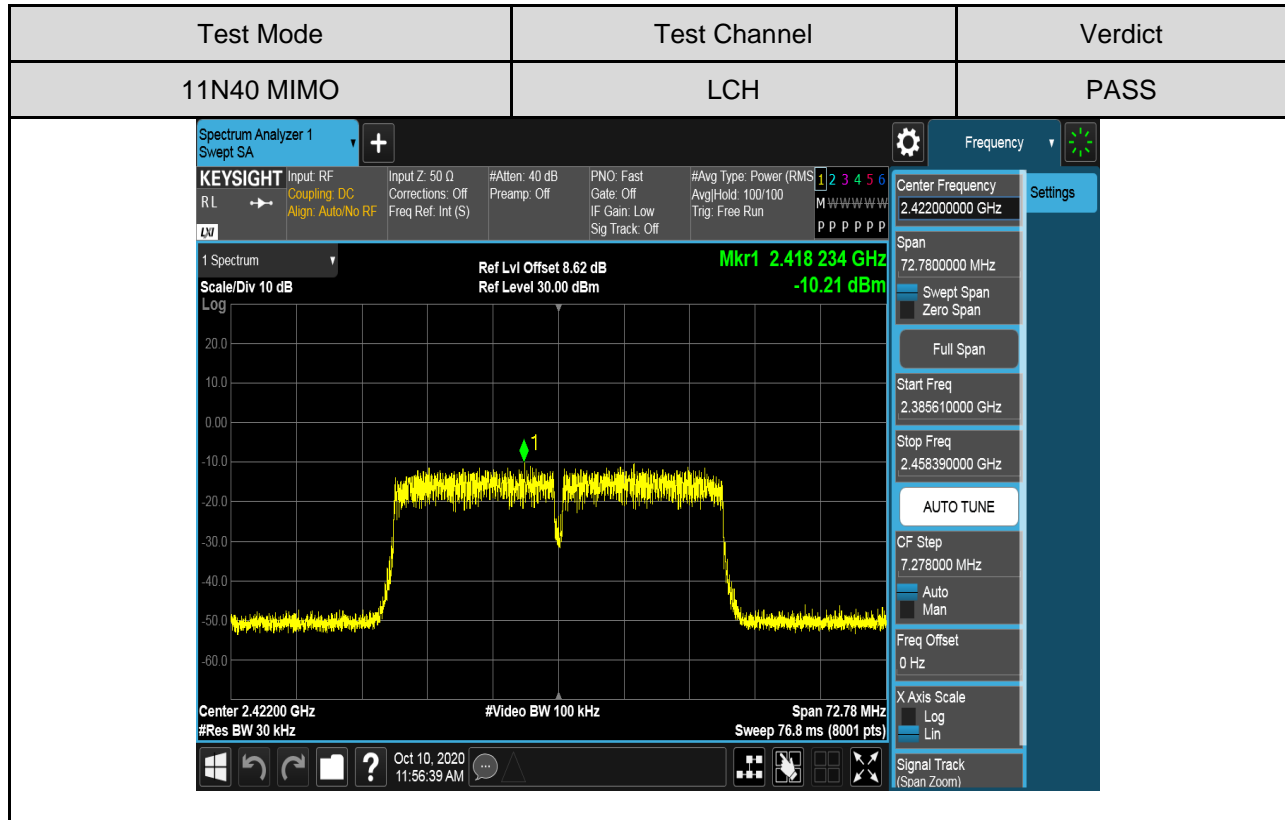 Test Mode Test Channel Verdict
11N40 MIMO LCH PASS
Spectrum Analyzer 1
Swept SA
+
Frequency
KEYSIGHT
RL
LXI
Input: RF
Coupling: DC
Align: Auto/No RF
Input Z: 50 Ω
Corrections: Off
Freq Ref: Int (S)
#Atten: 40 dB
Preamp: Off
PNO: Fast
Gate: Off
IF Gain: Low
Sig Track: Off
#Avg Type: Power (RMS
Avg|Hold: 100/100
Trig: Free Run
1 2 3 4 5 6
M W W W W W
P P P P P P
1 Spectrum
Scale/Div 10 dB
Ref Lvl Offset 8.62 dB
Ref Level 30.00 dBm
Mkr1 2.418 234 GHz
-10.21 dBm
Log
20.0
10.0
0.00
-10.0
-20.0
-30.0
-40.0
-50.0
-60.0
1
Center 2.42200 GHz
#Res BW 30 kHz
#Video BW 100 kHz
Span 72.78 MHz
Sweep 76.8 ms (8001 pts)
Center Frequency
2.422000000 GHz
Settings
Span
72.7800000 MHz
Swept Span
Zero Span
Full Span
Start Freq
2.385610000 GHz
Stop Freq
2.458390000 GHz
AUTO TUNE
CF Step
7.278000 MHz
Auto
Man
Freq Offset
0 Hz
X Axis Scale
Log
Lin
Signal Track
(Span Zoom)
?
Oct 10, 2020
11:56:39 AM